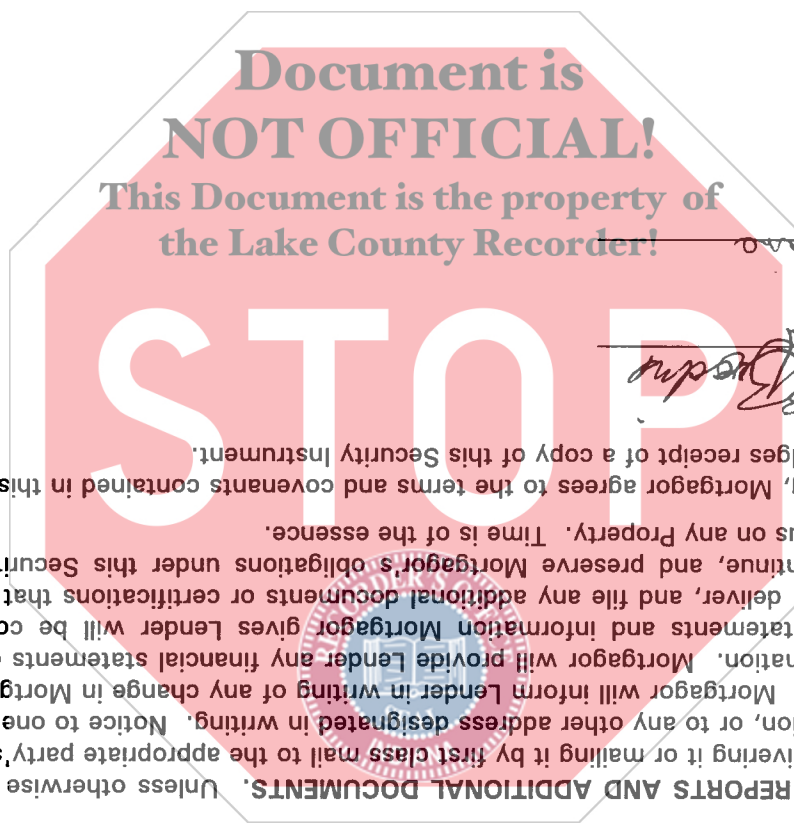 Document is
NOT OFFICIAL!
This Document is the property of
the Lake County Recorder!
STOP
REPORTS AND ADDITIONAL DOCUMENTS. Unless otherwise
ivering it or mailing it by first class mail to the appropriate party's
ion, or to any other address designated in writing. Notice to one
Mortgagor will inform Lender in writing of any change in Mortg
nation. Mortgagor will provide Lender any financial statements
tatements and information Mortgagor gives Lender will be co
deliver, and file any additional documents or certifications that
ntinue, and preserve Mortgagor's obligations under this Securi
us on any Property. Time is of the essence.
, Mortgagor agrees to the terms and covenants contained in this
lges receipt of a copy of this Security Instrument.